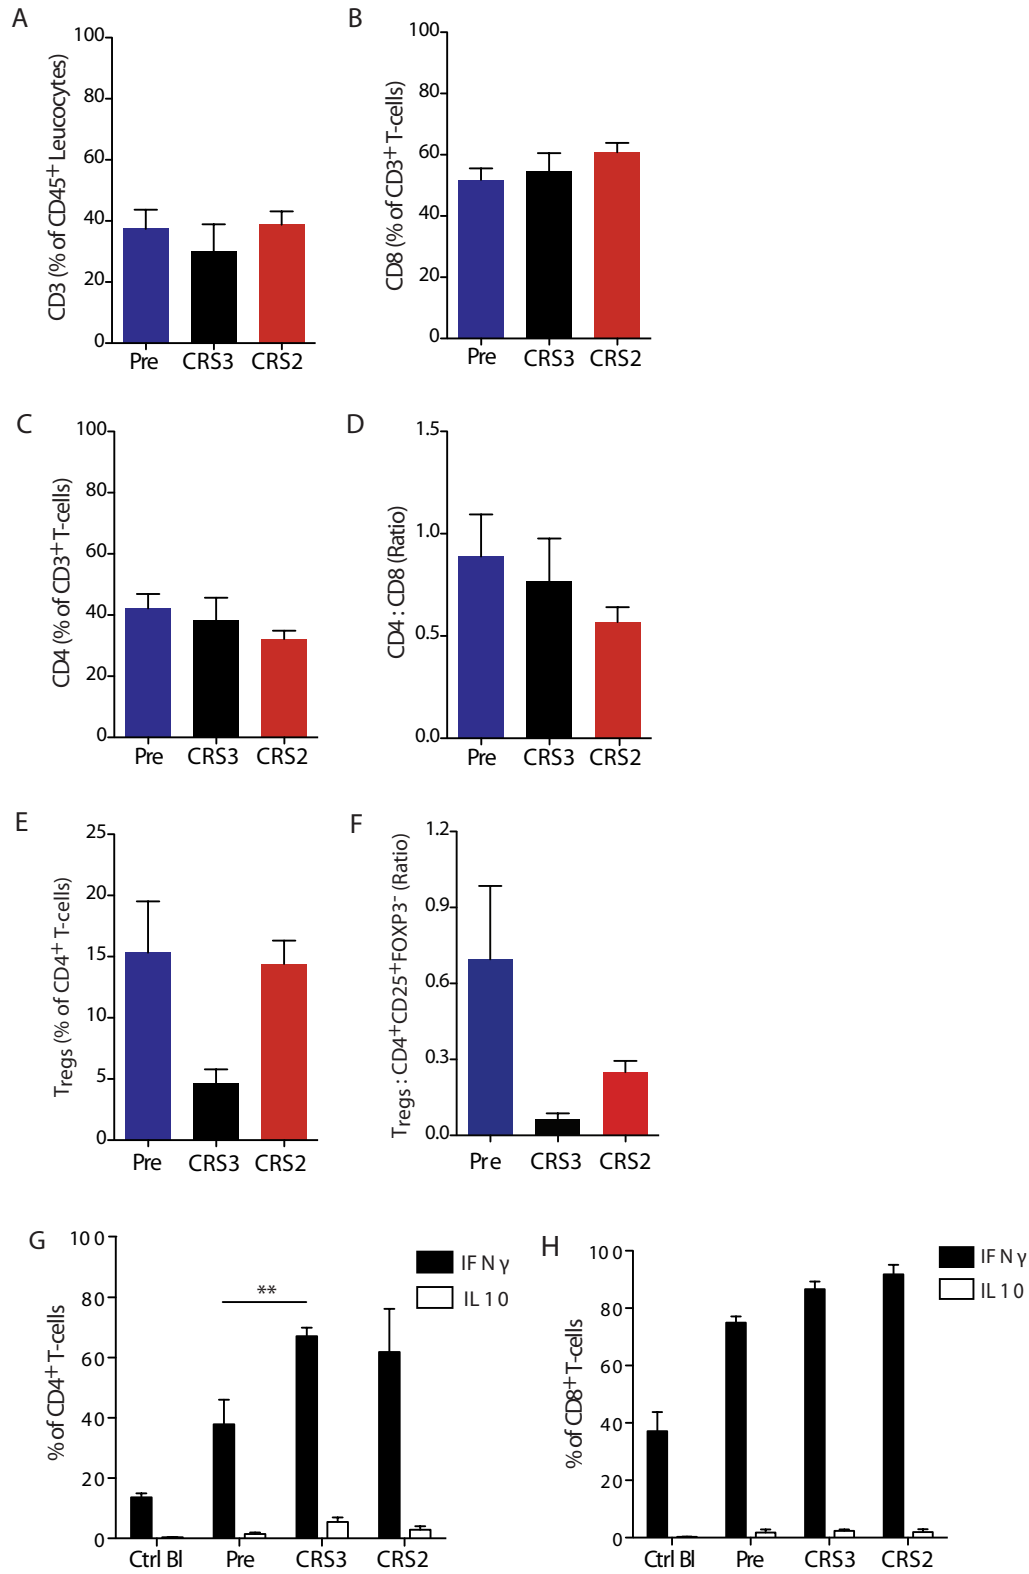 A
CD3 (% of CD45+ Leucocytes)
100
80
60
40
20
0
Pre CRS3 CRS2
B
CD8 (% of CD3+ T-cells)
100
80
60
40
20
0
Pre CRS3 CRS2
C
CD4 (% of CD3+ T-cells)
100
80
60
40
20
0
Pre CRS3 CRS2
D
CD4 : CD8 (Ratio)
1.5
1.0
0.5
0.0
Pre CRS3 CRS2
E
Tregs (% of CD4+ T-cells)
25
20
15
10
5
0
Pre CRS3 CRS2
F
Tregs : CD4+CD25+FOXP3- (Ratio)
1.2
0.9
0.6
0.3
0.0
Pre CRS3 CRS2
G
% of CD4+ T-cells
100
80
60
40
20
0
**
IFNγ
IL10
Ctrl Bl Pre CRS3 CRS2
H
% of CD8+ T-cells
100
80
60
40
20
0
IFNγ
IL10
Ctrl Bl Pre CRS3 CRS2